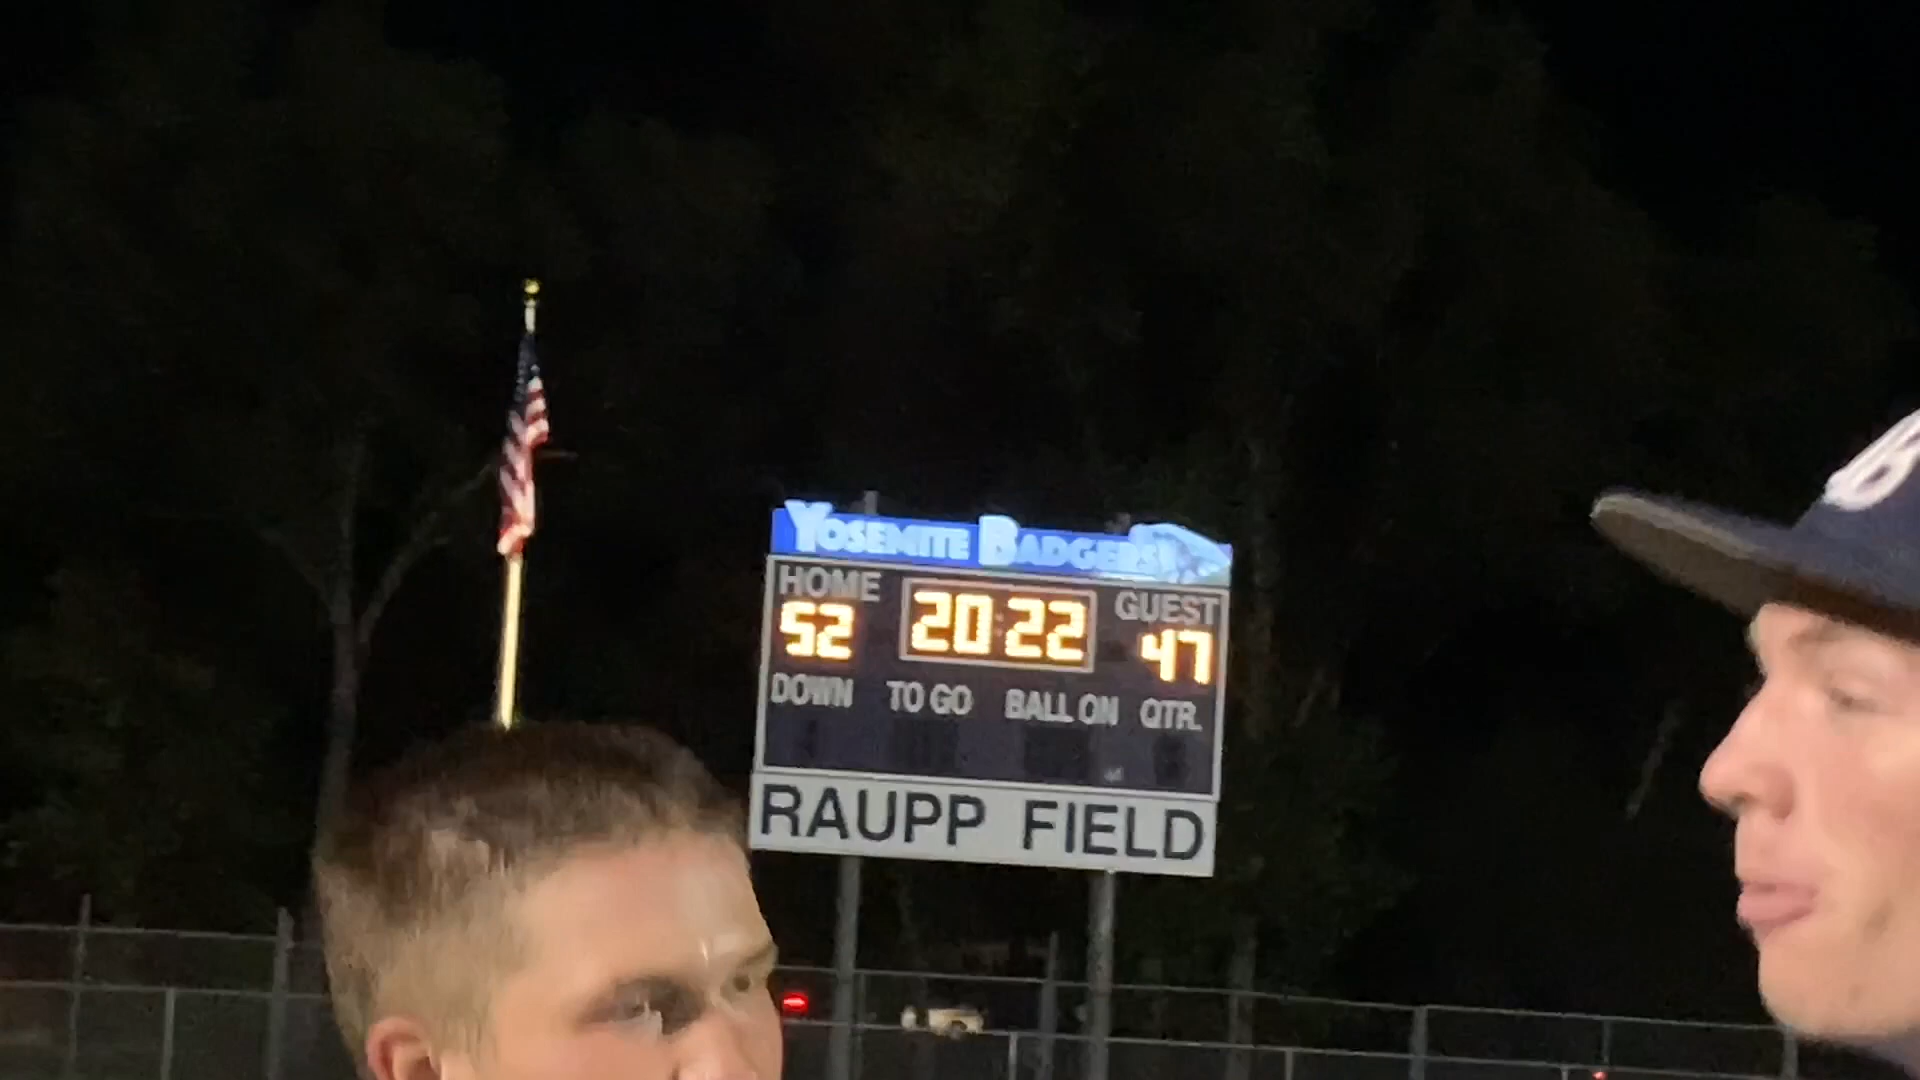 YOSEMITE BADGERS
HOME 20:22 GUEST
52 47
DOWN TO GO BALL ON QTR.
RAUPP FIELD